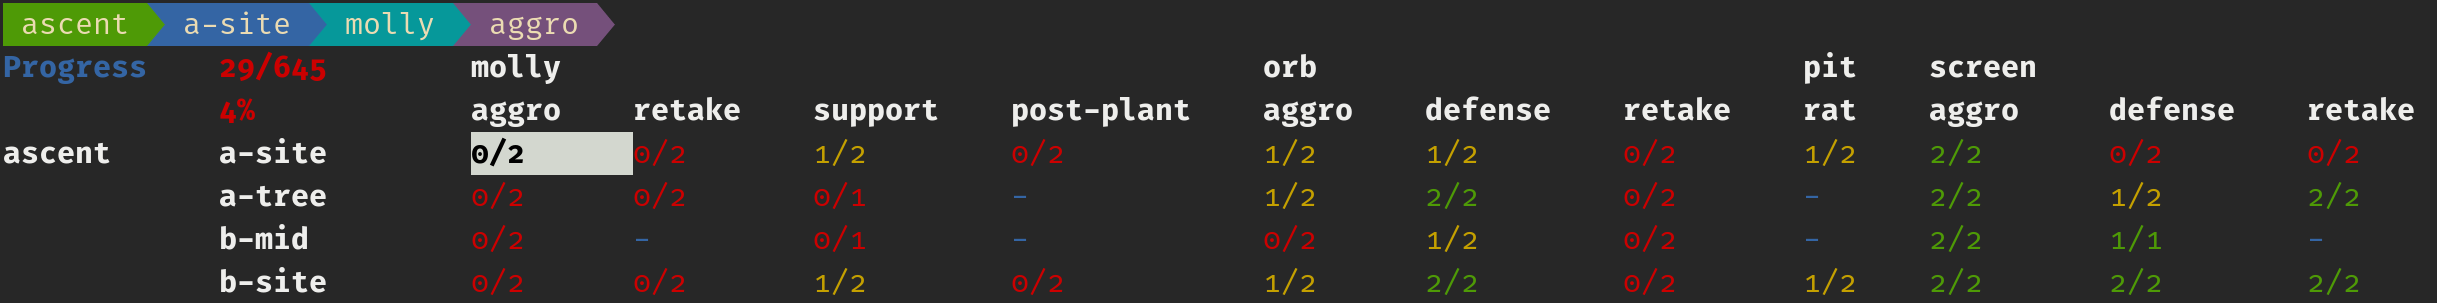 ascent a-site molly aggro
Progress 29/645 molly orb pit screen
4% aggro retake support post-plant aggro defense retake rat aggro defense retake
ascent a-site 0/2 0/2 1/2 0/2 1/2 1/2 0/2 1/2 2/2 0/2 0/2
a-tree 0/2 0/2 0/1 - 1/2 2/2 0/2 - 2/2 1/2 2/2
b-mid 0/2 - 0/1 - 0/2 1/2 0/2 - 2/2 1/1 -
b-site 0/2 0/2 1/2 0/2 1/2 2/2 0/2 1/2 2/2 2/2 2/2